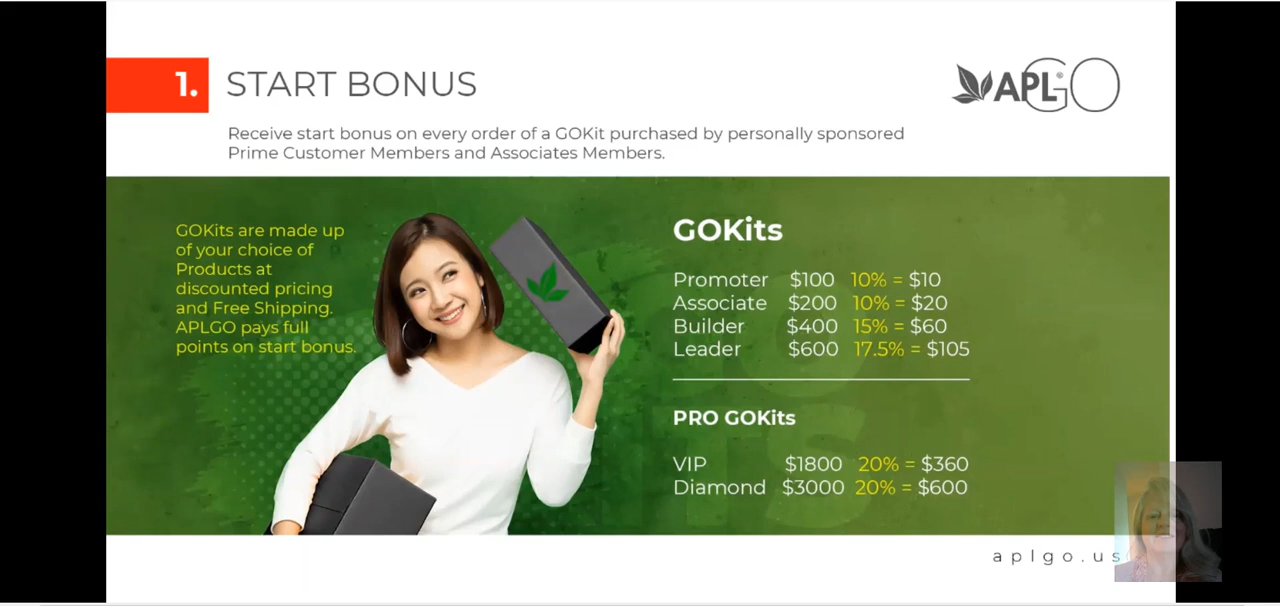 1. START BONUS
APL® GO
Receive start bonus on every order of a GOKit purchased by personally sponsored
Prime Customer Members and Associates Members.
GOKits are made up
of your choice of
Products at
discounted pricing
and Free Shipping.
APLGO pays full
points on start bonus.
GOKits
Promoter $100 10% = $10
Associate $200 10% = $20
Builder $400 15% = $60
Leader $600 17.5% = $105
PRO GOKits
VIP $1800 20% = $360
Diamond $3000 20% = $600
aplgo.us